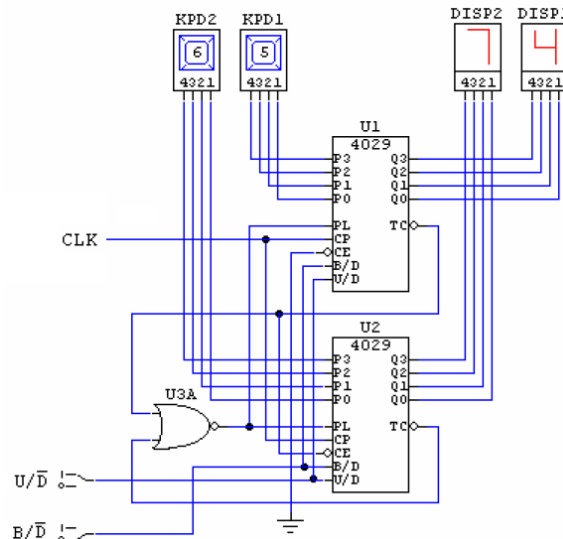 KPD2 KPD1 DISP2 DISP1
6 5 7 4
4321 4321 4321 4321
U1
4029
P3 Q3
P2 Q2
P1 Q1
P0 Q0
PL TC
CLK CP
CE
B/D
U/D
U2
4029
P3 Q3
P2 Q2
P1 Q1
U3A P0 Q0
PL TC
CP
CE
B/D
U/D̅ U/D
B/D̅